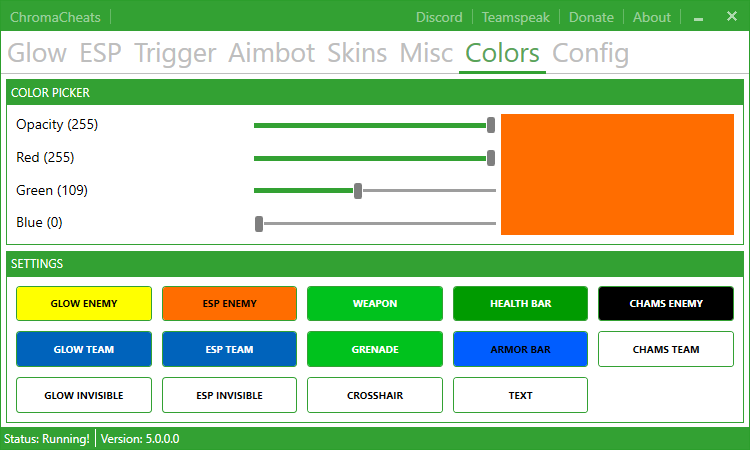 ChromaCheats Discord Teamspeak Donate About
Glow ESP Trigger Aimbot Skins Misc Colors Config
COLOR PICKER
Opacity (255)
Red (255)
Green (109)
Blue (0)
SETTINGS
GLOW ENEMY ESP ENEMY WEAPON HEALTH BAR CHAMS ENEMY
GLOW TEAM ESP TEAM GRENADE ARMOR BAR CHAMS TEAM
GLOW INVISIBLE ESP INVISIBLE CROSSHAIR TEXT
Status: Running! Version: 5.0.0.0